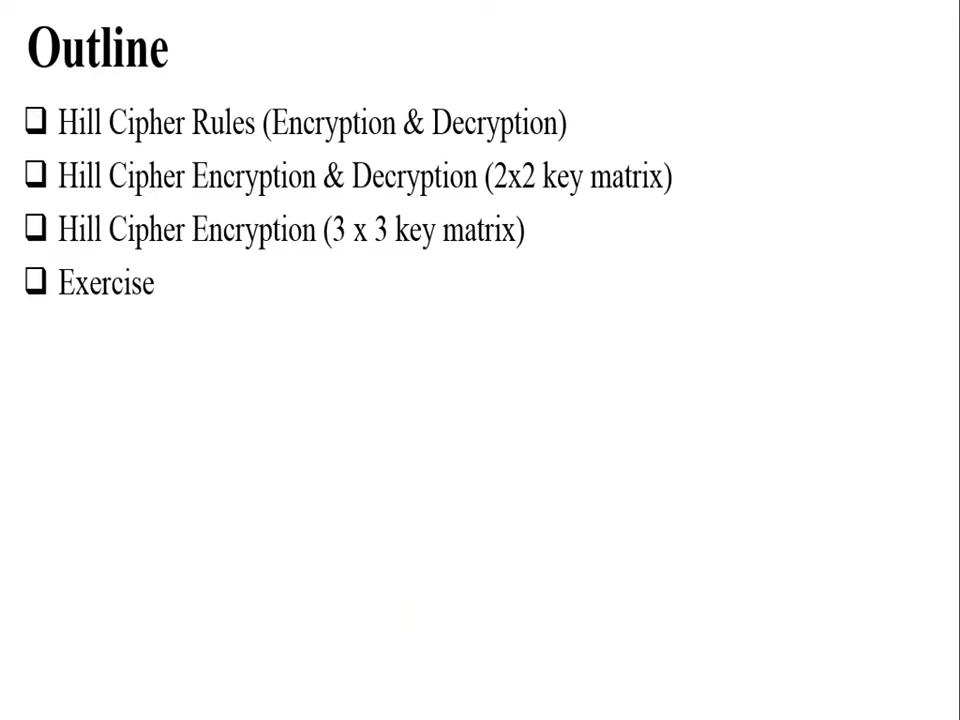 Outline
❑ Hill Cipher Rules (Encryption & Decryption)
❑ Hill Cipher Encryption & Decryption (2x2 key matrix)
❑ Hill Cipher Encryption (3 x 3 key matrix)
❑ Exercise